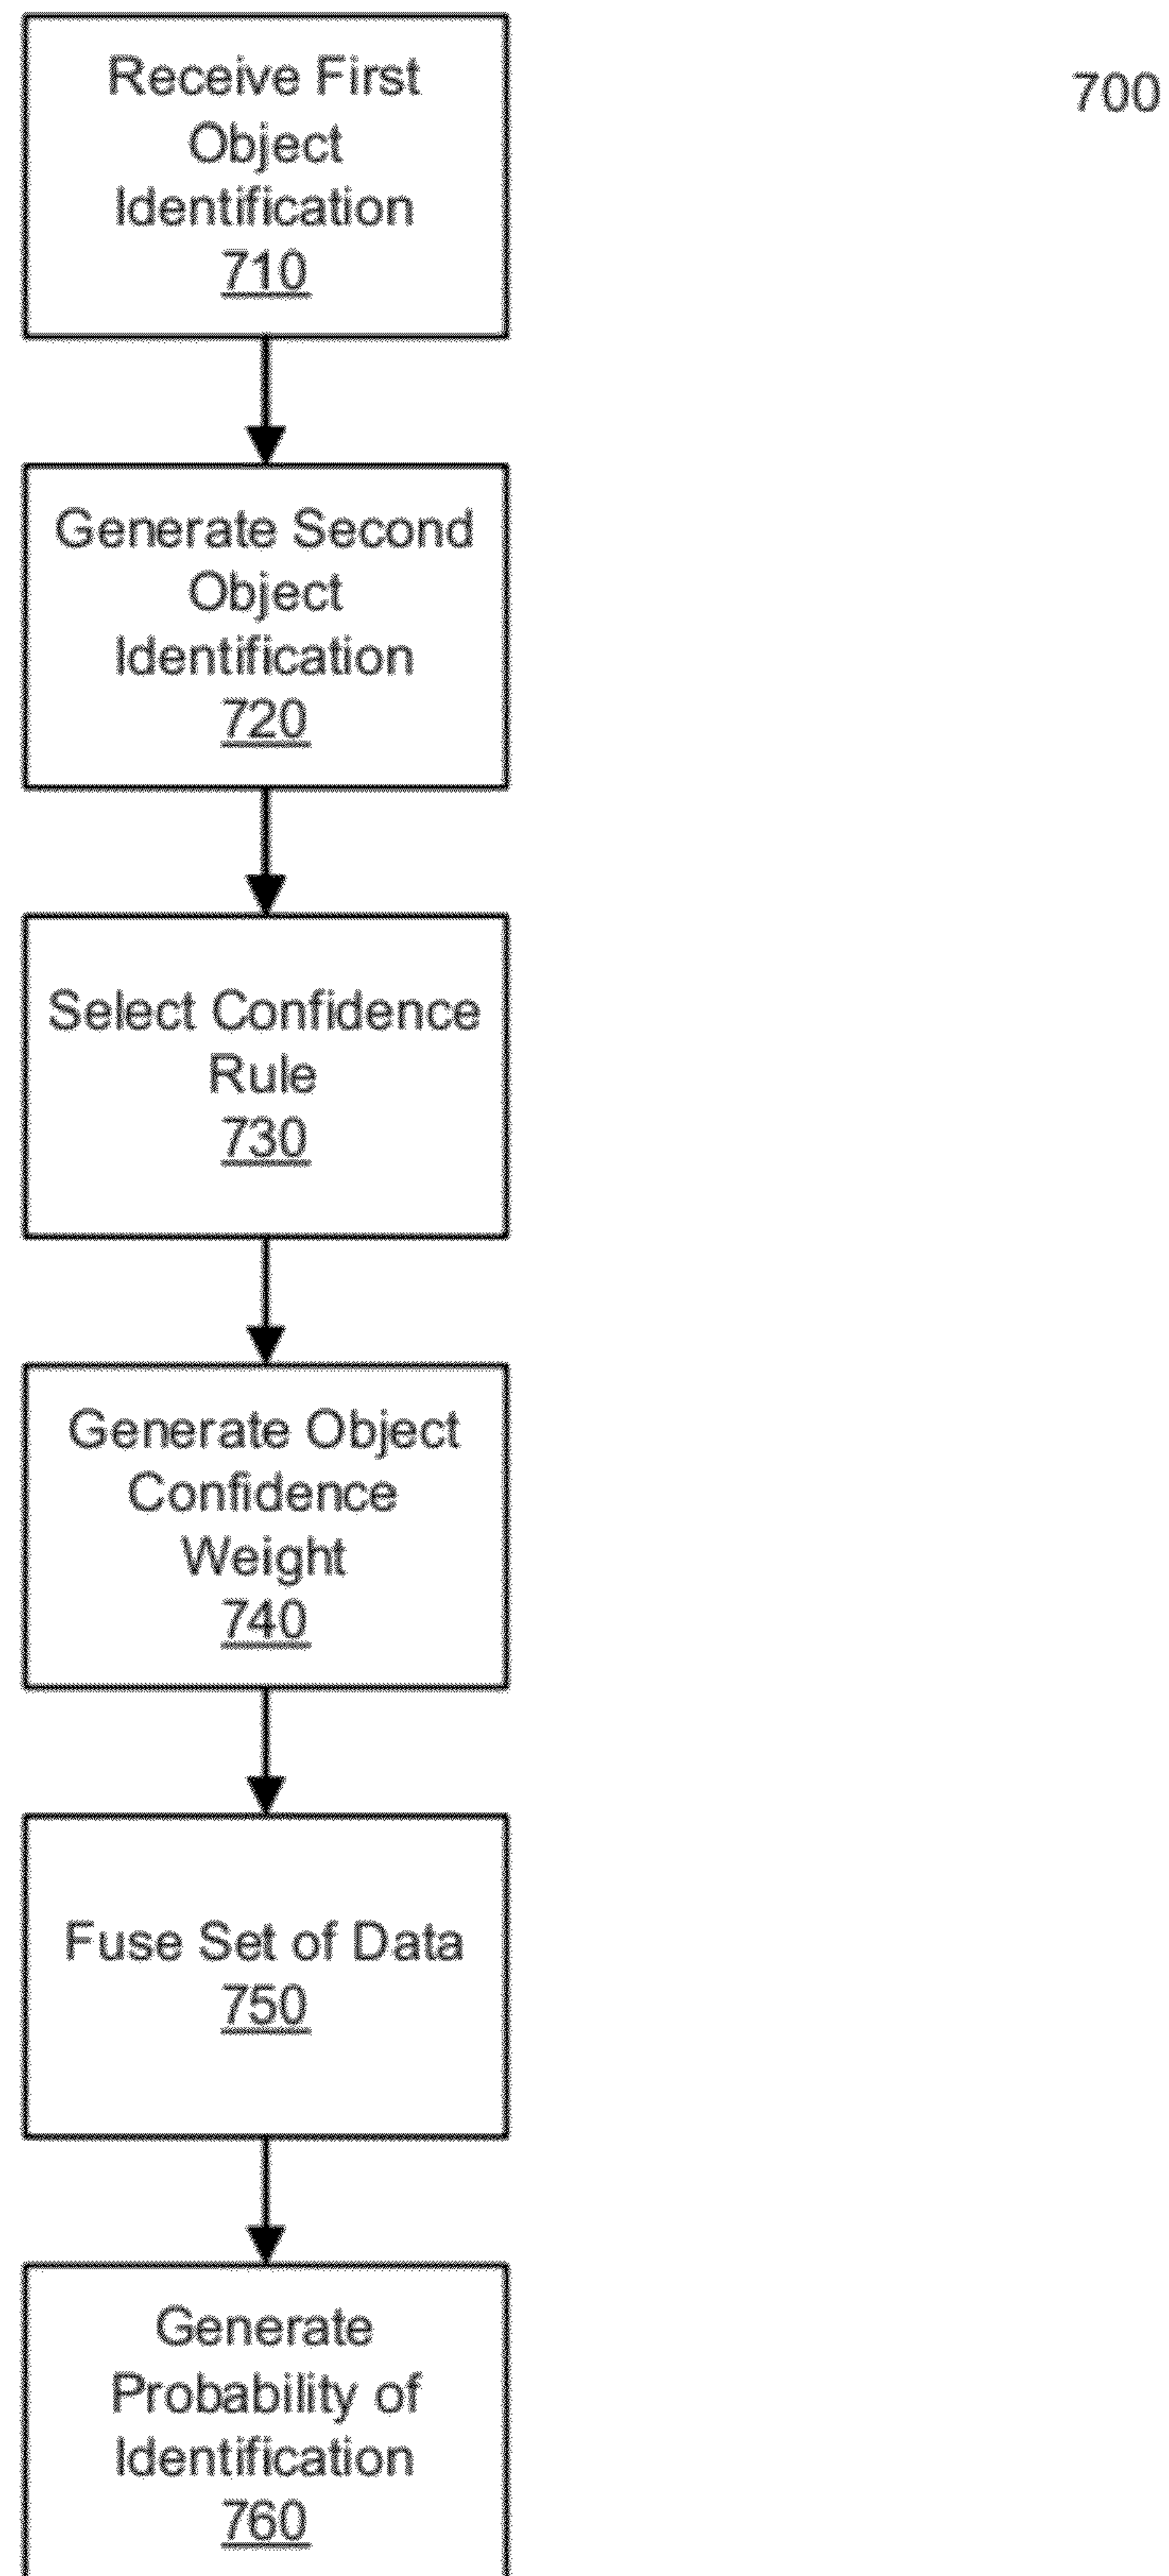 700
Receive First
Object
Identification
710
Generate Second
Object
Identification
720
Select Confidence
Rule
730
Generate Object
Confidence
Weight
740
Fuse Set of Data
750
Generate
Probability of
Identification
760